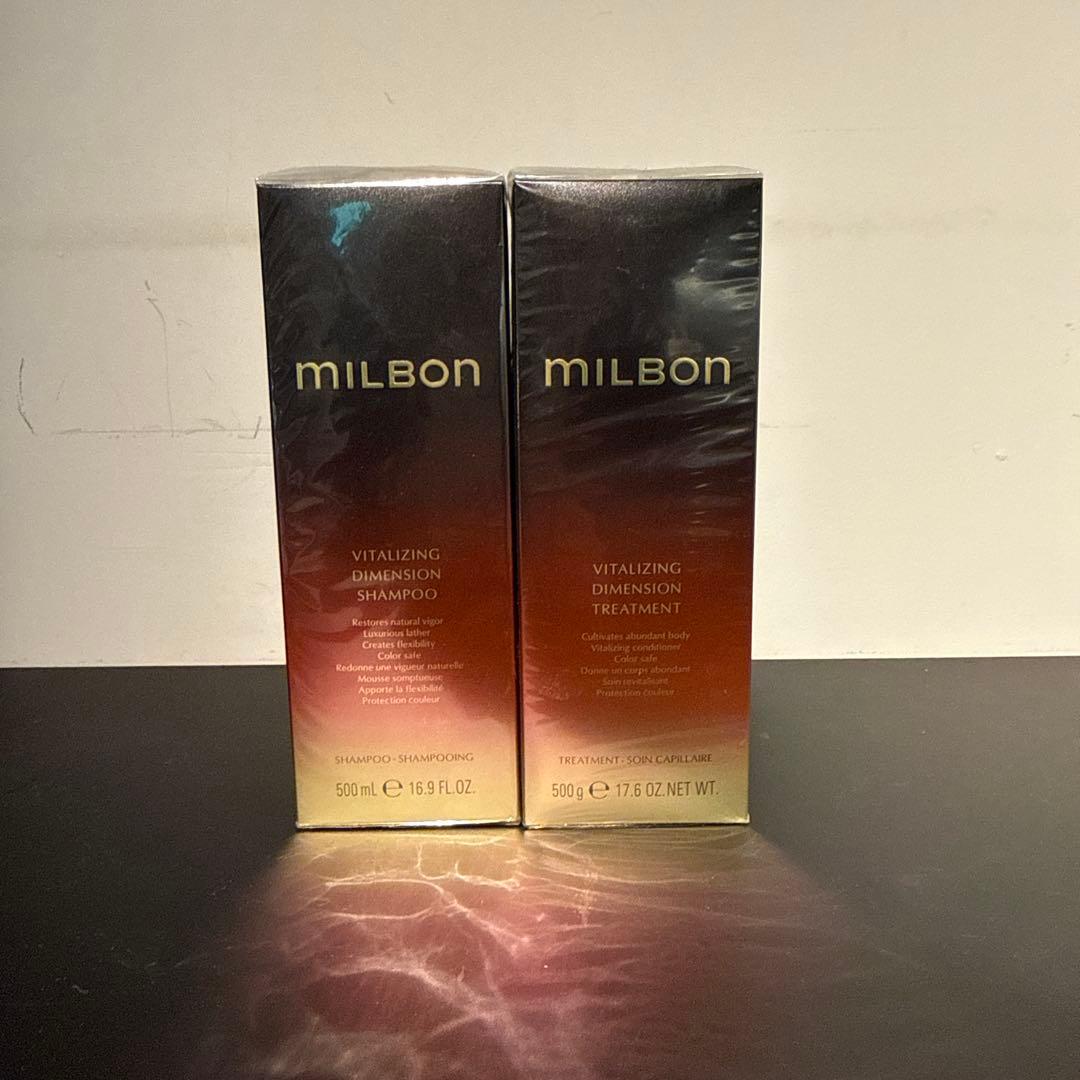 mILBON
VITALIZING
DIMENSION
SHAMPOO
Restores natural vigor
Luxurious lather
Creates flexibility
Color safe
Redonne une vigueur naturelle
Mousse somptueuse
Apporte la flexibilité
Protection couleur
SHAMPOO - SHAMPOOING
500 mL ℮ 16.9 FL.OZ.
mILBON
VITALIZING
DIMENSION
TREATMENT
Cultivates abundant body
Vitalizing conditioner
Color safe
Donne un corps abondant
Soin revitalisant
Protection couleur
TREATMENT - SOIN CAPILLAIRE
500 g ℮ 17.6 OZ.NET WT.